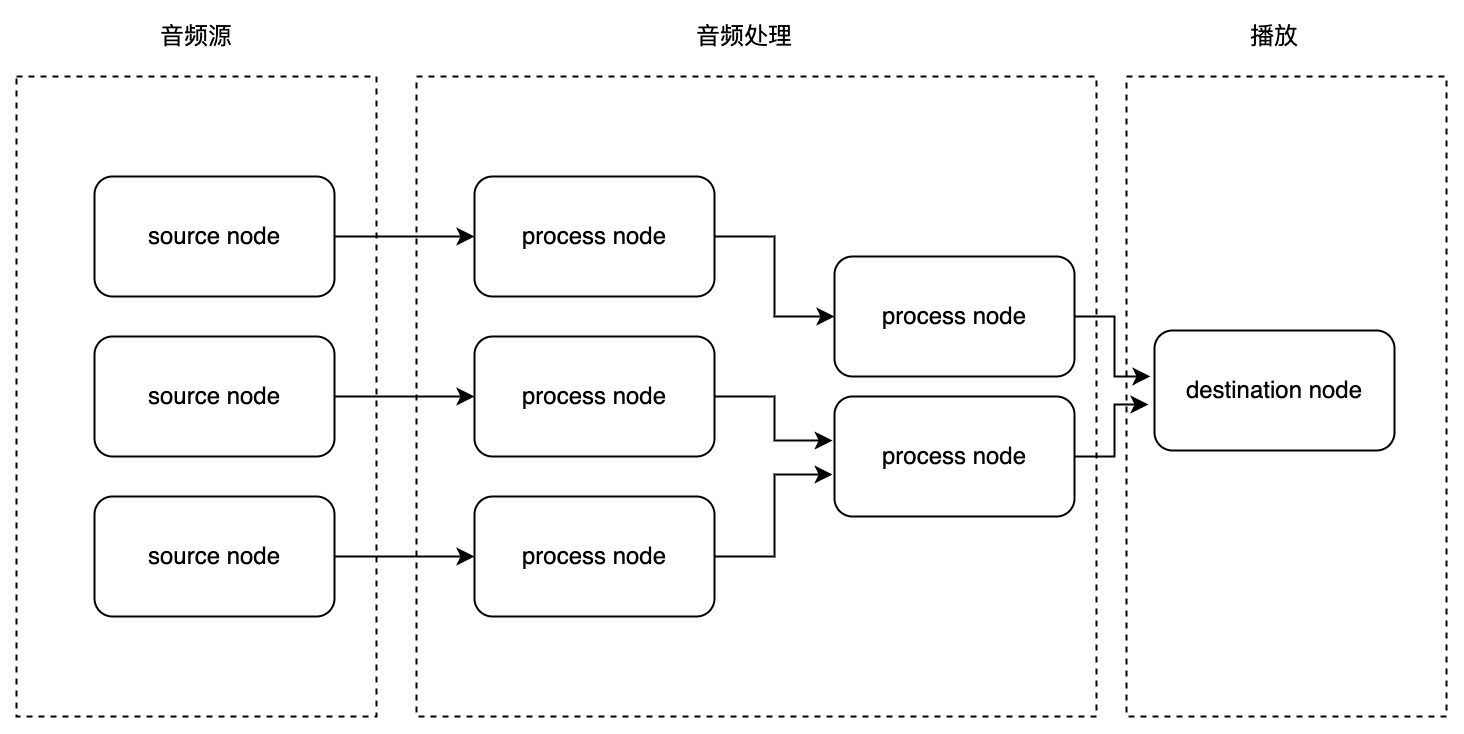 音频源
音频处理
播放
source node
process node
process node
source node
process node
destination node
process node
source node
process node